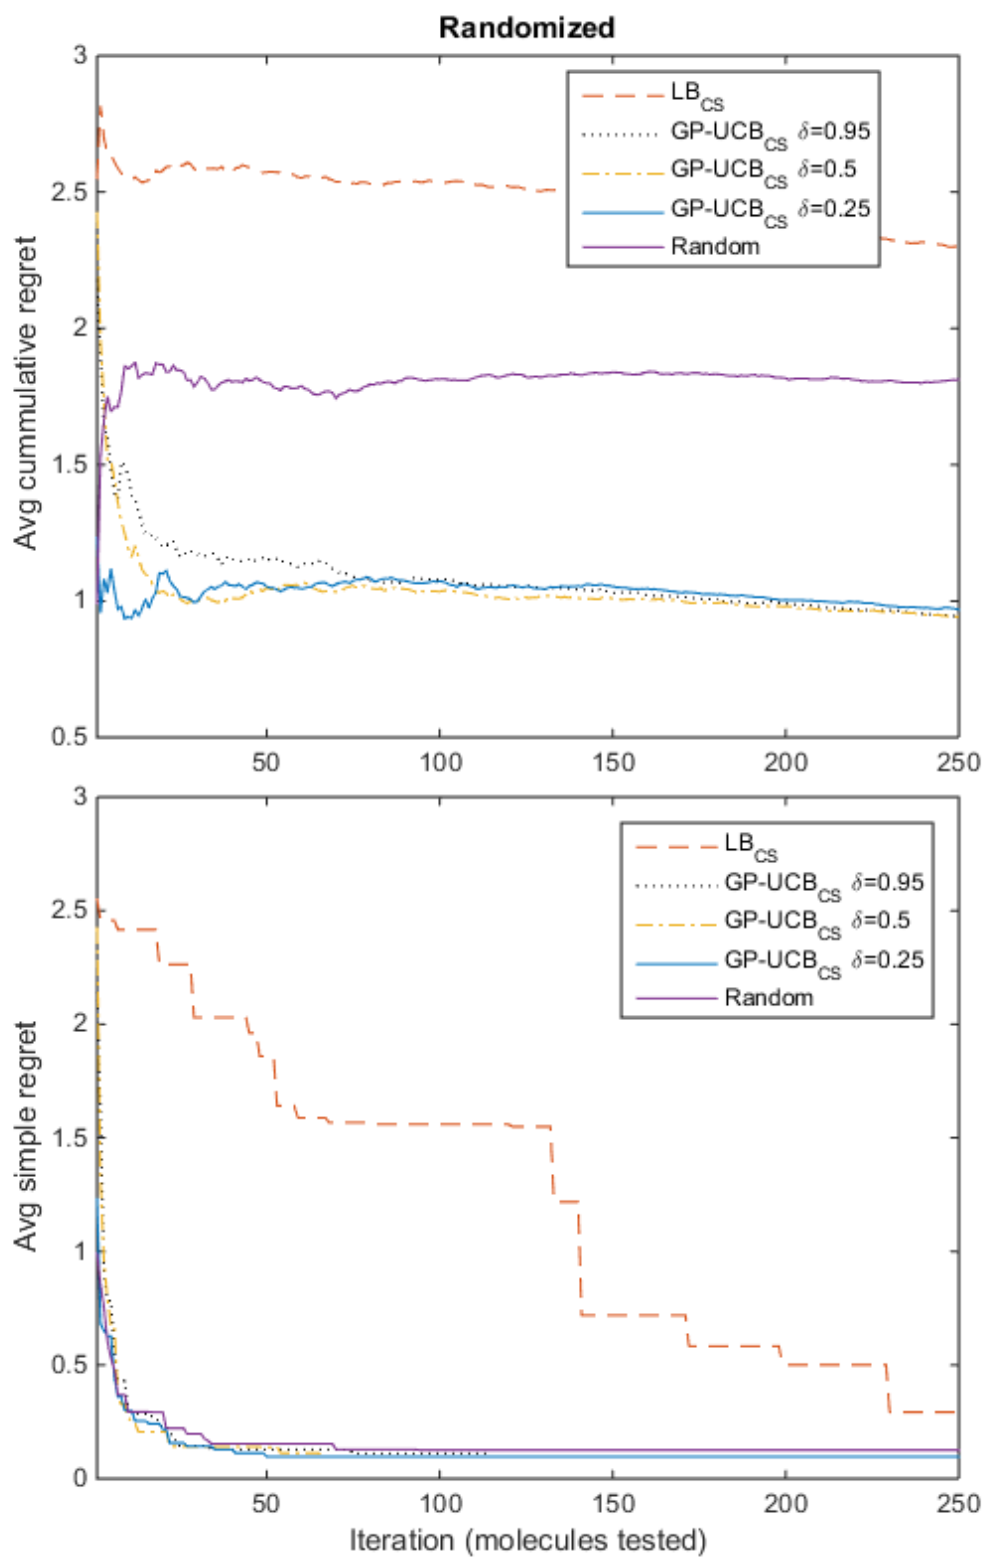 Randomized
3
2.5
2
1.5
1
0.5
Avg cummulative regret
LB_CS
GP-UCB_CS δ=0.95
GP-UCB_CS δ=0.5
GP-UCB_CS δ=0.25
Random
50 100 150 200 250
3
2.5
2
1.5
1
0.5
0
Avg simple regret
LB_CS
GP-UCB_CS δ=0.95
GP-UCB_CS δ=0.5
GP-UCB_CS δ=0.25
Random
50 100 150 200 250
Iteration (molecules tested)